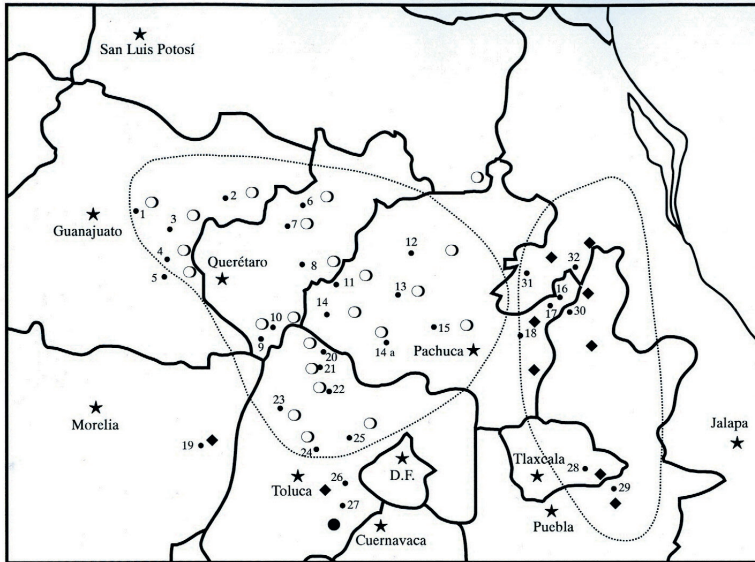 San Luis Potosí
Guanajuato
Querétaro
Pachuca
Morelia
Toluca
D.F.
Cuernavaca
Tlaxcala
Puebla
Jalapa
1
2
3
4
5
6
7
8
9
10
11
12
13
14
14 a
15
16
17
18
19
20
21
22
23
24
25
26
27
28
29
30
31
32